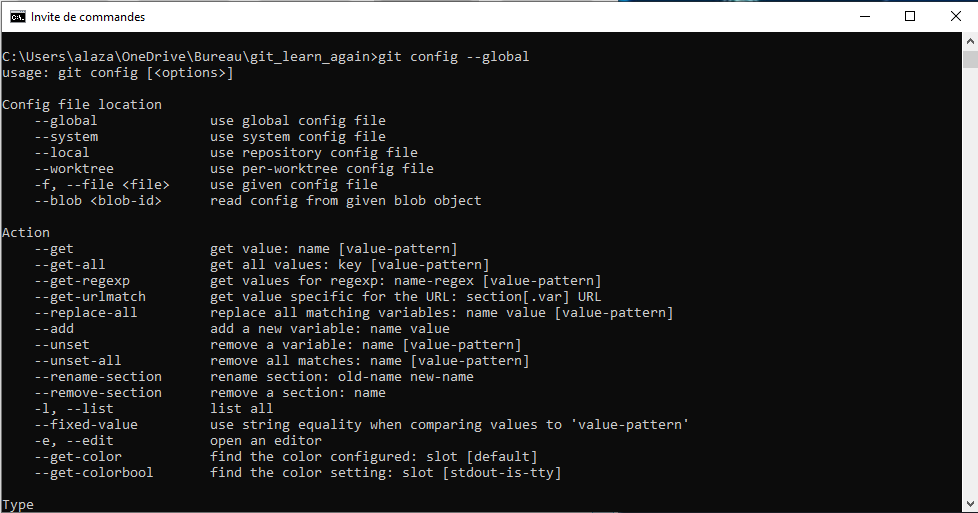 Invite de commandes
C:\Users\alaza\OneDrive\Bureau\git_learn_again>git config --global
usage: git config [<options>]
Config file location
--global use global config file
--system use system config file
--local use repository config file
--worktree use per-worktree config file
-f, --file <file> use given config file
--blob <blob-id> read config from given blob object
Action
--get get value: name [value-pattern]
--get-all get all values: key [value-pattern]
--get-regexp get values for regexp: name-regex [value-pattern]
--get-urlmatch get value specific for the URL: section[.var] URL
--replace-all replace all matching variables: name value [value-pattern]
--add add a new variable: name value
--unset remove a variable: name [value-pattern]
--unset-all remove all matches: name [value-pattern]
--rename-section rename section: old-name new-name
--remove-section remove a section: name
-l, --list list all
--fixed-value use string equality when comparing values to 'value-pattern'
-e, --edit open an editor
--get-color find the color configured: slot [default]
--get-colorbool find the color setting: slot [stdout-is-tty]
Type